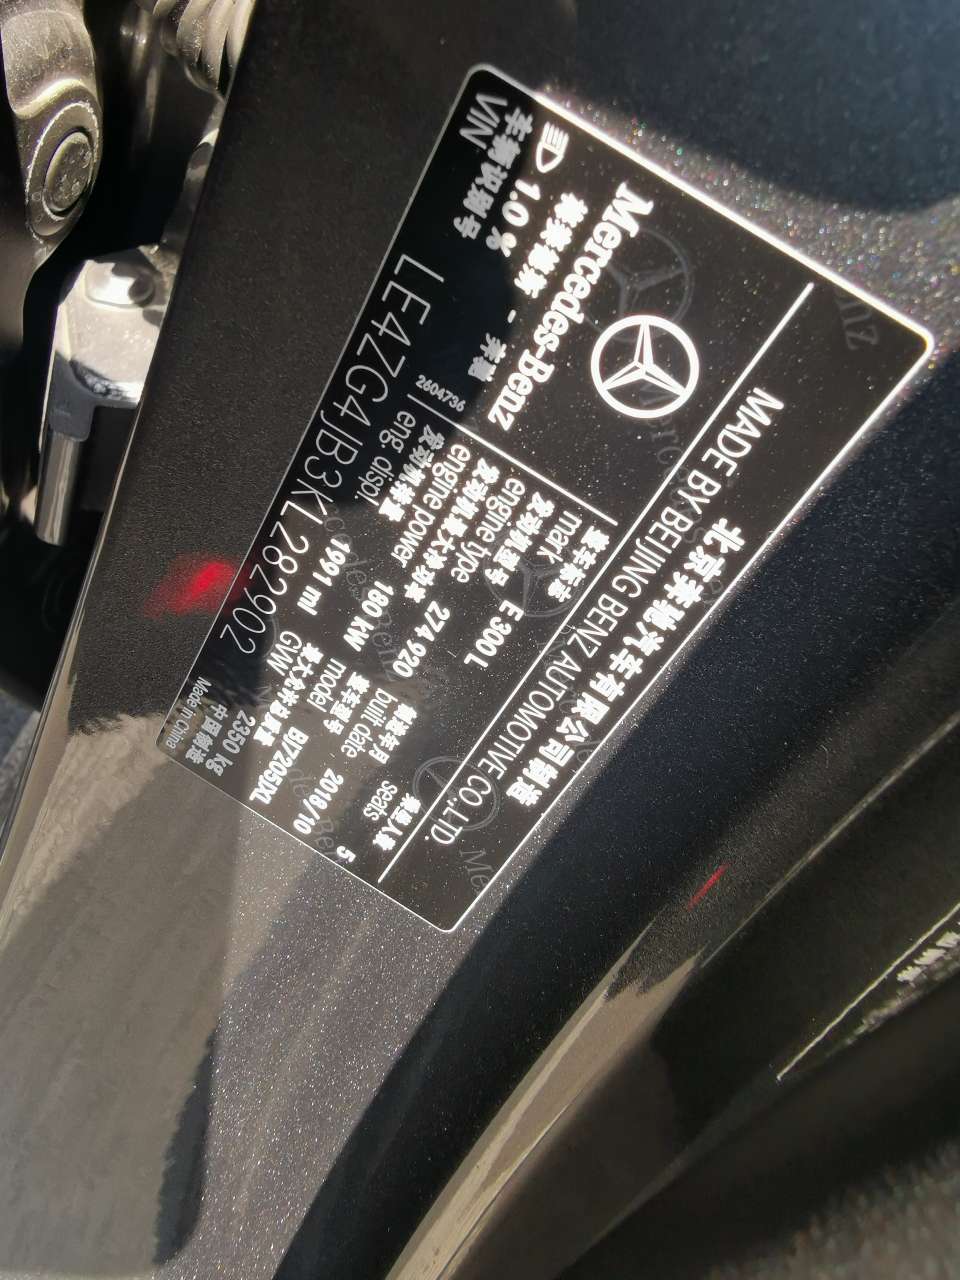 北京奔驰汽车有限公司制造
MADE BY BEIJING BENZ AUTOMOTIVE CO.,LTD.
Mercedes-Benz
梅赛德斯 - 奔驰
1.0 %
整车标志 E 300 L
mark
发动机型号 274 920
engine type
乘坐人数 5
seats
发动机最大净功率 180 kW
engine power
制造年月 2018/10
built date
发动机排量 1991 ml
eng. displ.
整车型号 BJ7205IXL
model
2604736
最大允许总质量 2350 kg
GVW
车辆识别号
VIN
LE4ZG4JB3KL282902
中国制造
Made in China